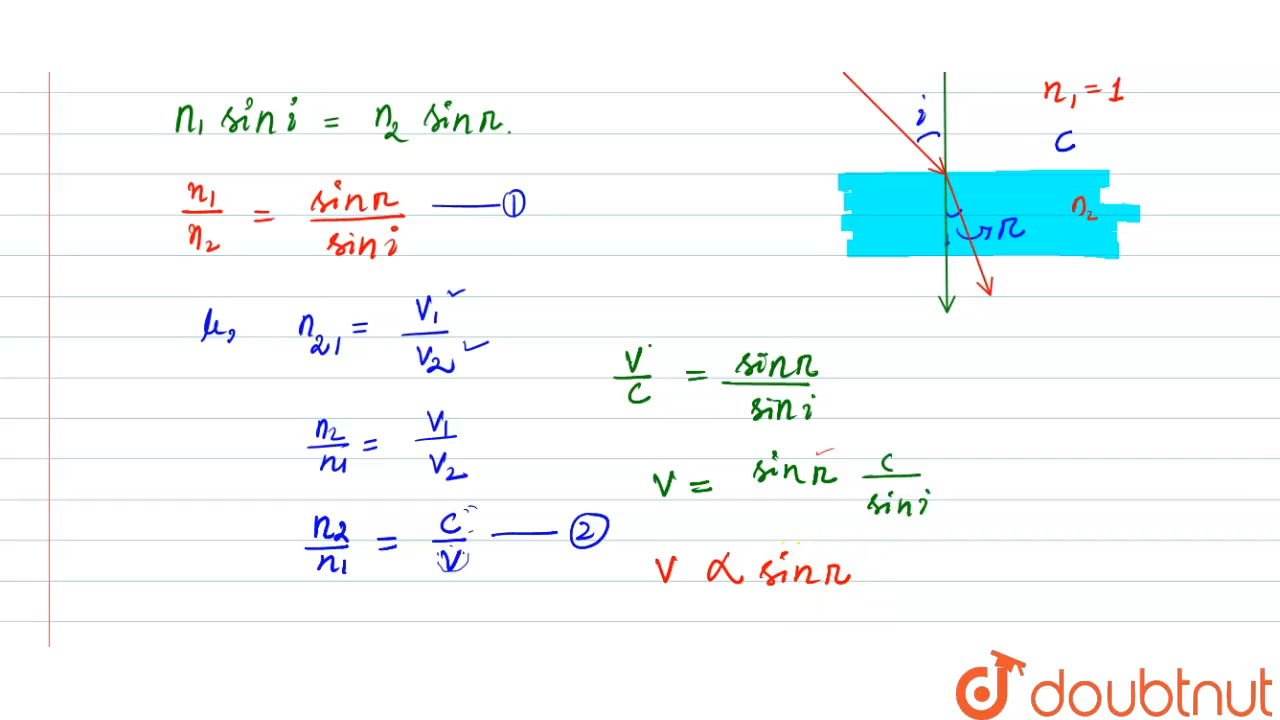 n₁ sin i = n₂ sin r.
n₁/n₂ = sin r/sin i —— ①
μ, n₂₁ = V₁/V₂
n₂/n₁ = V₁/V₂
n₂/n₁ = C/V —— ②
V/C = sin r/sin i
V = sin r C/sin i
V ∝ sin r
i
n₁ = 1
C
n₂
r
doubtnut